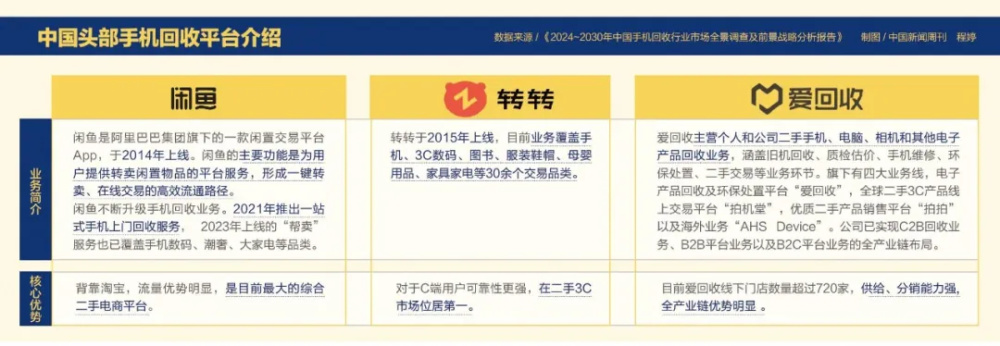 中国头部手机回收平台介绍
数据来源 /《2024~2030年中国手机回收行业市场全景调查及前景战略分析报告》 制图 / 中国新闻周刊 程婷
闲鱼
转转
爱回收
业务简介
闲鱼是阿里巴巴集团旗下的一款闲置交易平台
App，于2014年上线。闲鱼的主要功能是为用
户提供转卖闲置物品的平台服务，形成一键转
卖、在线交易的高效流通路径。
闲鱼不断升级手机回收业务。2021年推出一站
式手机上门回收服务， 2023年上线的“帮卖”
服务也已覆盖手机数码、潮奢、大家电等品类。
转转于2015年上线，目前业务覆盖手
机、3C数码、图书、服装鞋帽、母婴
用品、家具家电等30余个交易品类。
爱回收主营个人和公司二手手机、电脑、相机和其他电子
产品回收业务，涵盖旧机回收、质检估价、手机维修、环
保处置、二手交易等业务环节。旗下有四大业务线，电子
产品回收及环保处置平台“爱回收”，全球二手3C产品线
上交易平台“拍机堂”，优质二手产品销售平台“拍拍”
以及海外业务“AHS Device”。公司已实现C2B回收业
务、B2B平台业务以及B2C平台业务的全产业链布局。
核心优势
背靠淘宝，流量优势明显，是目前最大的综合
二手电商平台。
对于C端用户可靠性更强，在二手3C
市场位居第一。
目前爱回收线下门店数量超过720家，供给、分销能力强,
全产业链优势明显 。